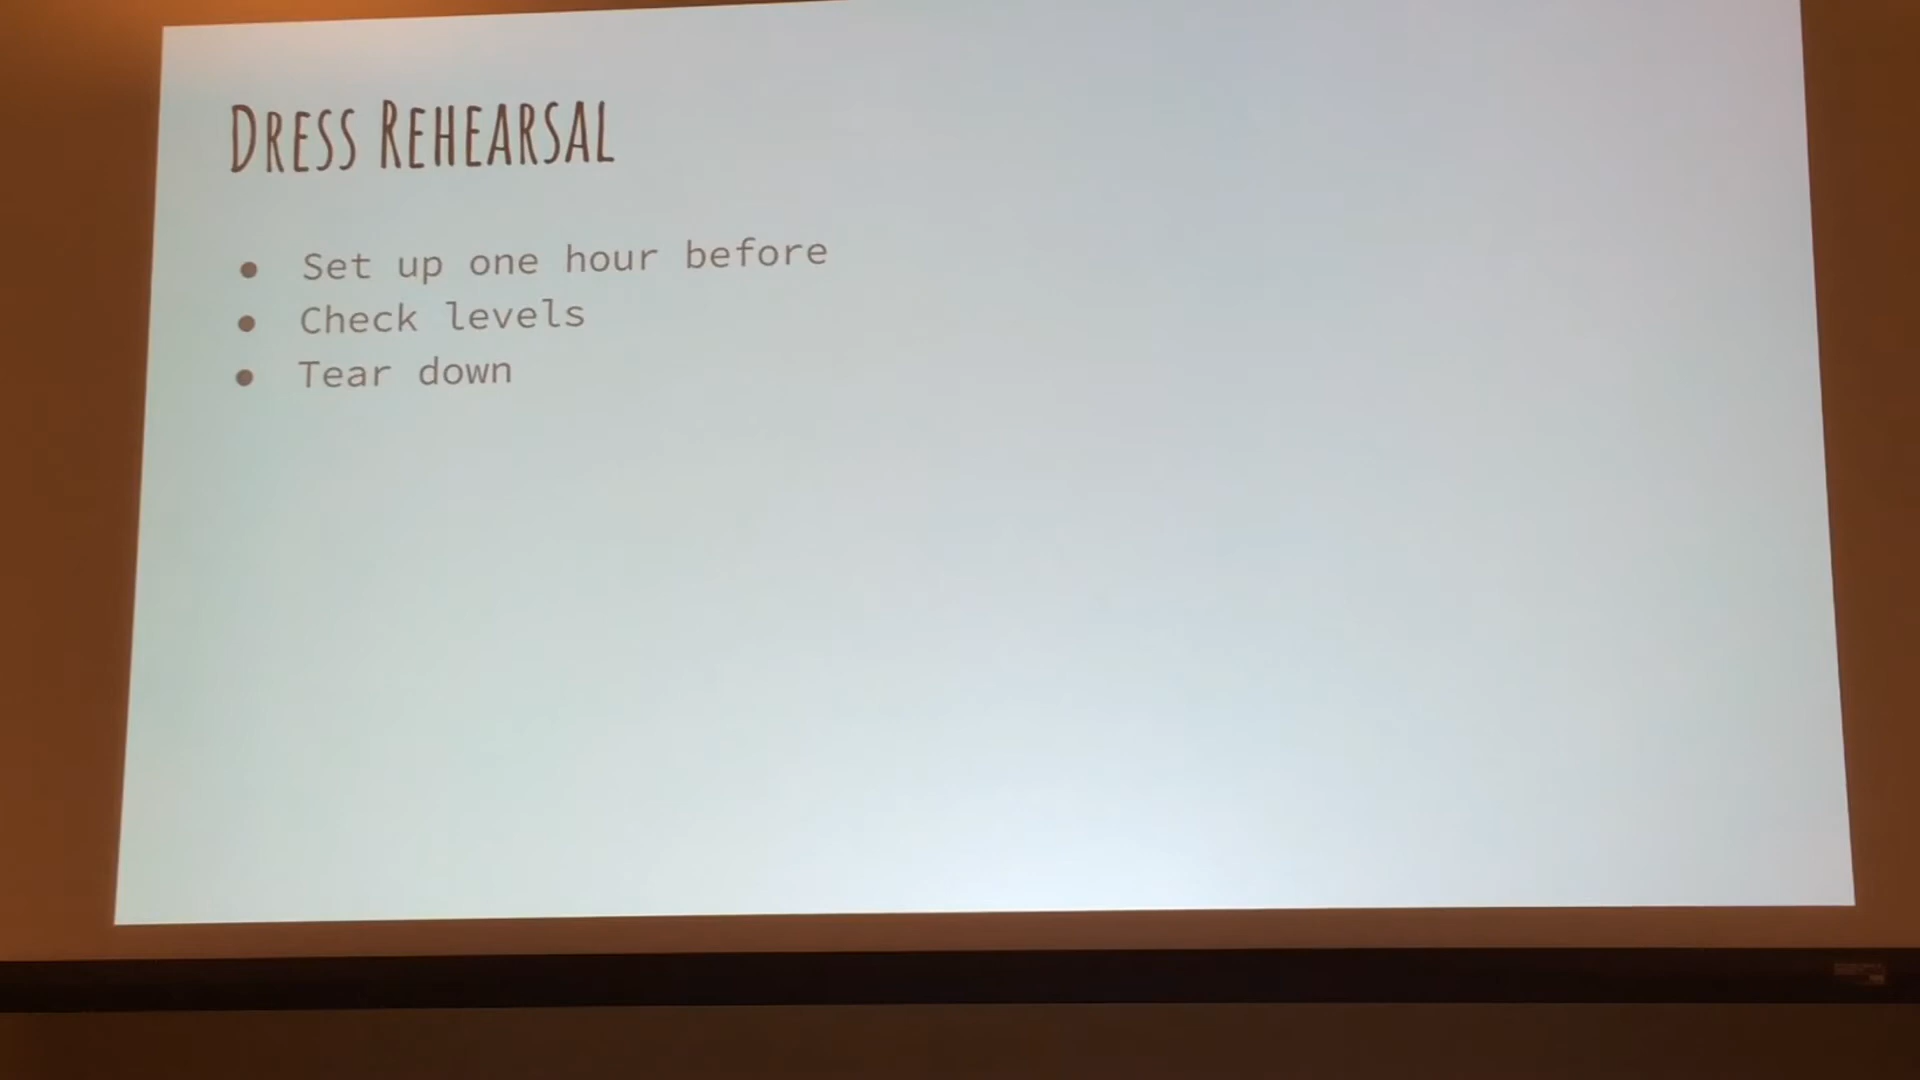 DRESS REHEARSAL
● Set up one hour before
● Check levels
● Tear down